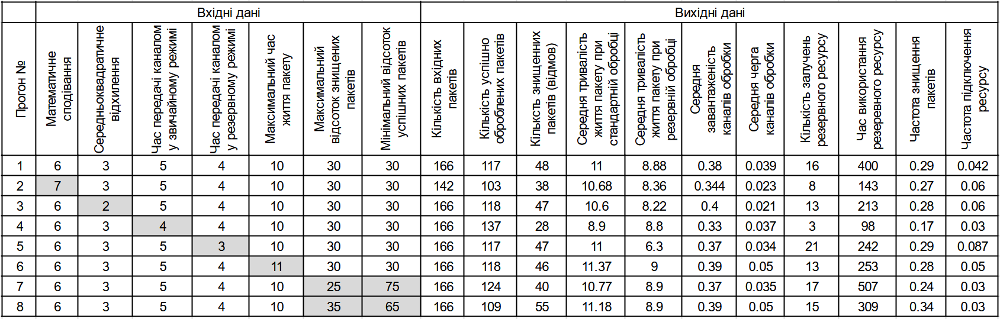 Вхідні дані
Вихідні дані
Прогон №
Математичне
сподівання
Середньоквадратичне
відхилення
Час передачі каналом
у звичайному режимі
Час передачі каналом
у резервному режимі
Максимальний час
життя пакету
Максимальний
відсоток знищених
пакетів
Мінімальний відсоток
успішних пакетів
Кількість вхідних
пакетів
Кількість успішно
оброблених пакетів
Кількість знищенних
пакетів (відмов)
Середня тривалість
життя пакету при
стандартній обробці
Середня тривалість
життя пакету при
резервній обробці
Середня
завантаженість
каналів обробки
Середня черга
каналів обробки
Кількість залучень
резервного ресурсу
Час використання
резеревного ресурсу
Частота знищення
пакетів
Частота підключення
ресурсу
1 6 3 5 4 10 30 30 166 117 48 11 8.88 0.38 0.039 16 400 0.29 0.042
2 7 3 5 4 10 30 30 142 103 38 10.68 8.36 0.344 0.023 8 143 0.27 0.06
3 6 2 5 4 10 30 30 166 118 47 10.6 8.22 0.4 0.021 13 213 0.28 0.06
4 6 3 4 4 10 30 30 166 137 28 8.9 8.8 0.33 0.037 3 98 0.17 0.03
5 6 3 5 3 10 30 30 166 117 47 11 6.3 0.37 0.034 21 242 0.29 0.087
6 6 3 5 4 11 30 30 166 118 46 11.37 9 0.39 0.05 13 253 0.28 0.05
7 6 3 5 4 10 25 75 166 124 40 10.77 8.9 0.37 0.035 17 507 0.24 0.03
8 6 3 5 4 10 35 65 166 109 55 11.18 8.9 0.39 0.05 15 309 0.34 0.03